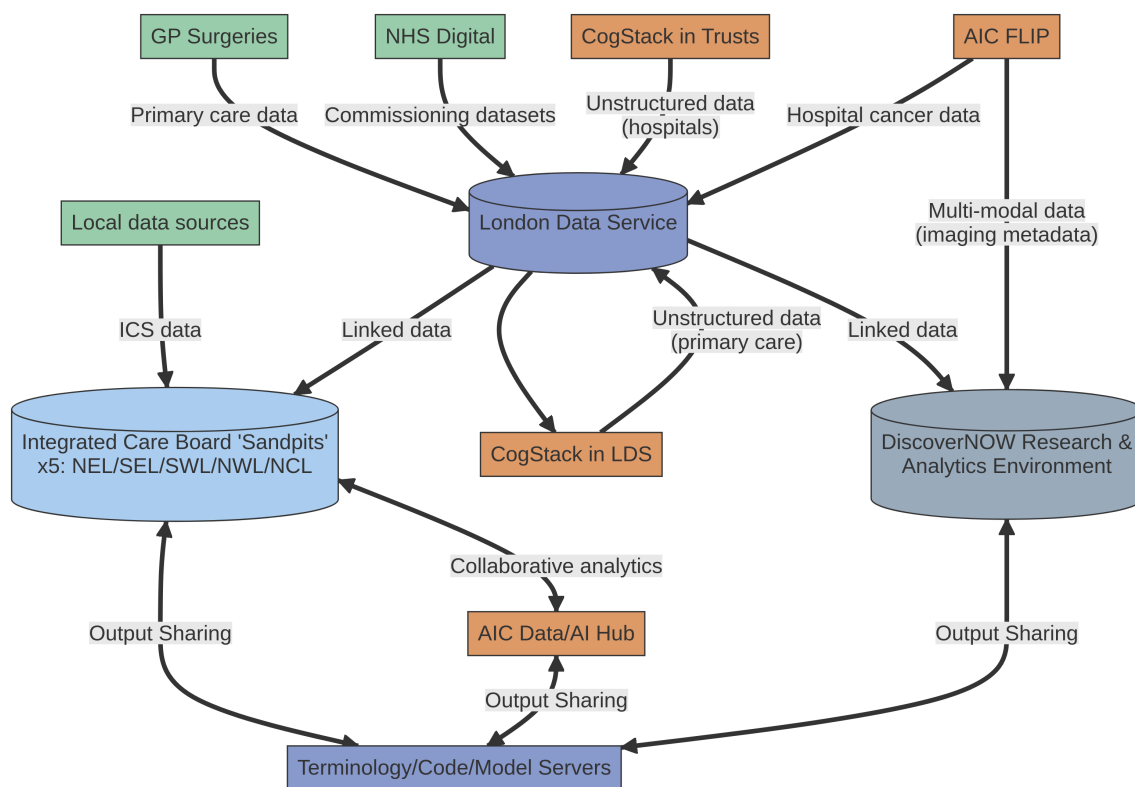 GP Surgeries
NHS Digital
CogStack in Trusts
AIC FLIP
Primary care data
Commissioning datasets
Unstructured data
(hospitals)
Hospital cancer data
Local data sources
London Data Service
Multi-modal data
(imaging metadata)
ICS data
Linked data
Unstructured data
(primary care)
Linked data
Integrated Care Board 'Sandpits'
x5: NEL/SEL/SWL/NWL/NCL
CogStack in LDS
DiscoverNOW Research &
Analytics Environment
Collaborative analytics
Output Sharing
AIC Data/AI Hub
Output Sharing
Output Sharing
Terminology/Code/Model Servers